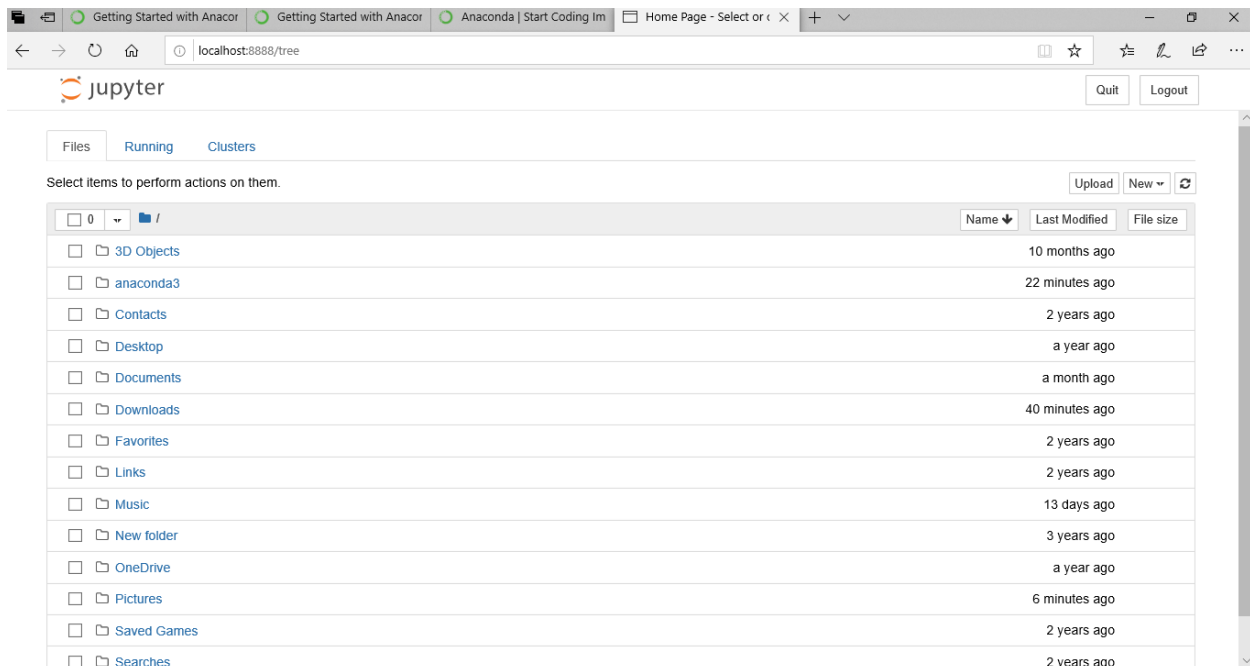 Getting Started with Anacor Getting Started with Anacor Anaconda | Start Coding Im Home Page - Select or c
localhost:8888/tree
jupyter Quit Logout
Files Running Clusters
Select items to perform actions on them. Upload New
0 / Name Last Modified File size
3D Objects 10 months ago
anaconda3 22 minutes ago
Contacts 2 years ago
Desktop a year ago
Documents a month ago
Downloads 40 minutes ago
Favorites 2 years ago
Links 2 years ago
Music 13 days ago
New folder 3 years ago
OneDrive a year ago
Pictures 6 minutes ago
Saved Games 2 years ago
Searches 2 years ago